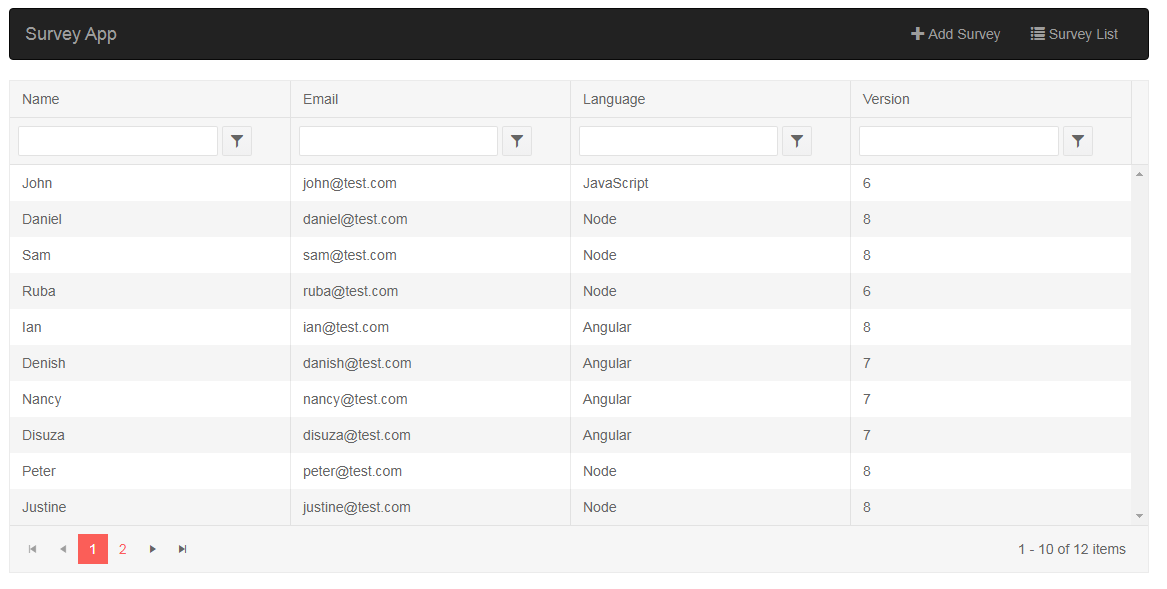 Survey App Add Survey Survey List
Name Email Language Version
John john@test.com JavaScript 6
Daniel daniel@test.com Node 8
Sam sam@test.com Node 8
Ruba ruba@test.com Node 6
Ian ian@test.com Angular 8
Denish danish@test.com Angular 7
Nancy nancy@test.com Angular 7
Disuza disuza@test.com Angular 7
Peter peter@test.com Node 8
Justine justine@test.com Node 8
1 2 1 - 10 of 12 items